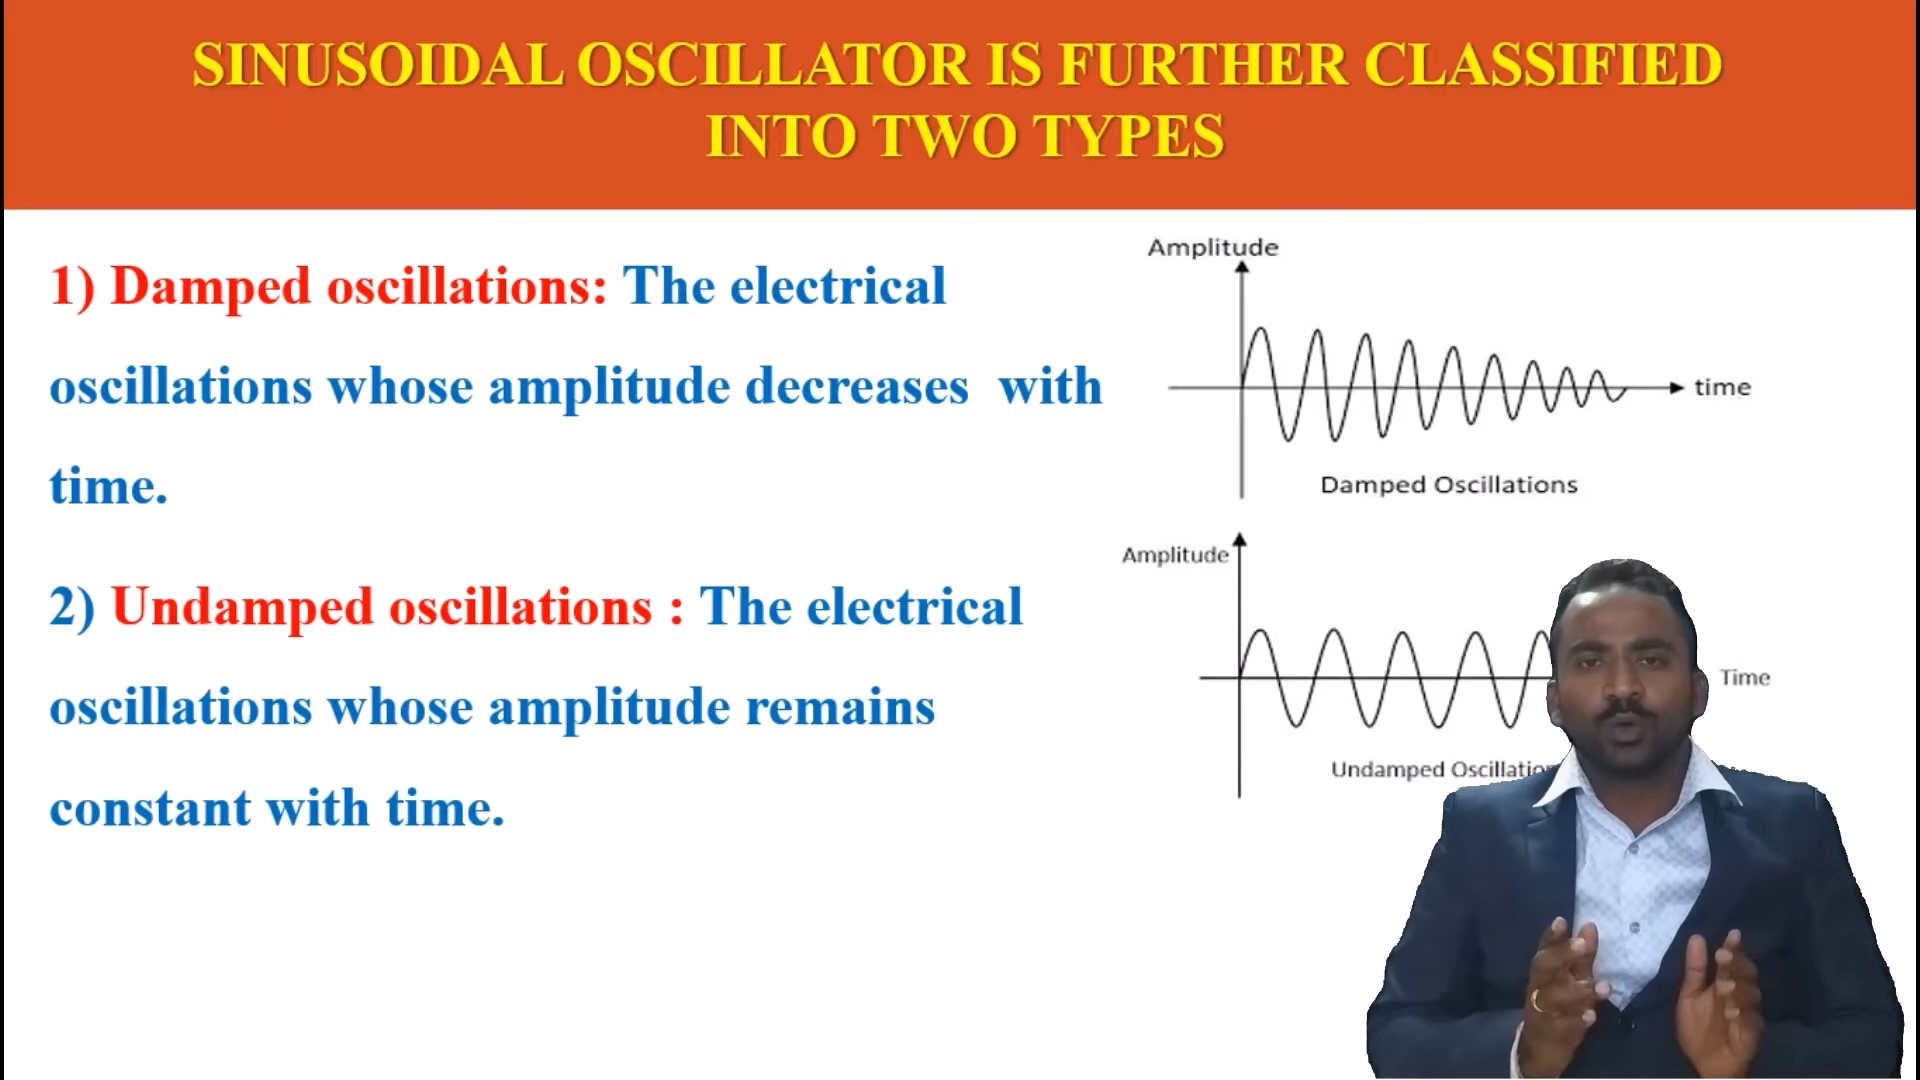 SINUSOIDAL OSCILLATOR IS FURTHER CLASSIFIED
INTO TWO TYPES
1) Damped oscillations: The electrical
oscillations whose amplitude decreases with
time.
2) Undamped oscillations : The electrical
oscillations whose amplitude remains
constant with time.
Amplitude
time
Damped Oscillations
Amplitude
Time
Undamped